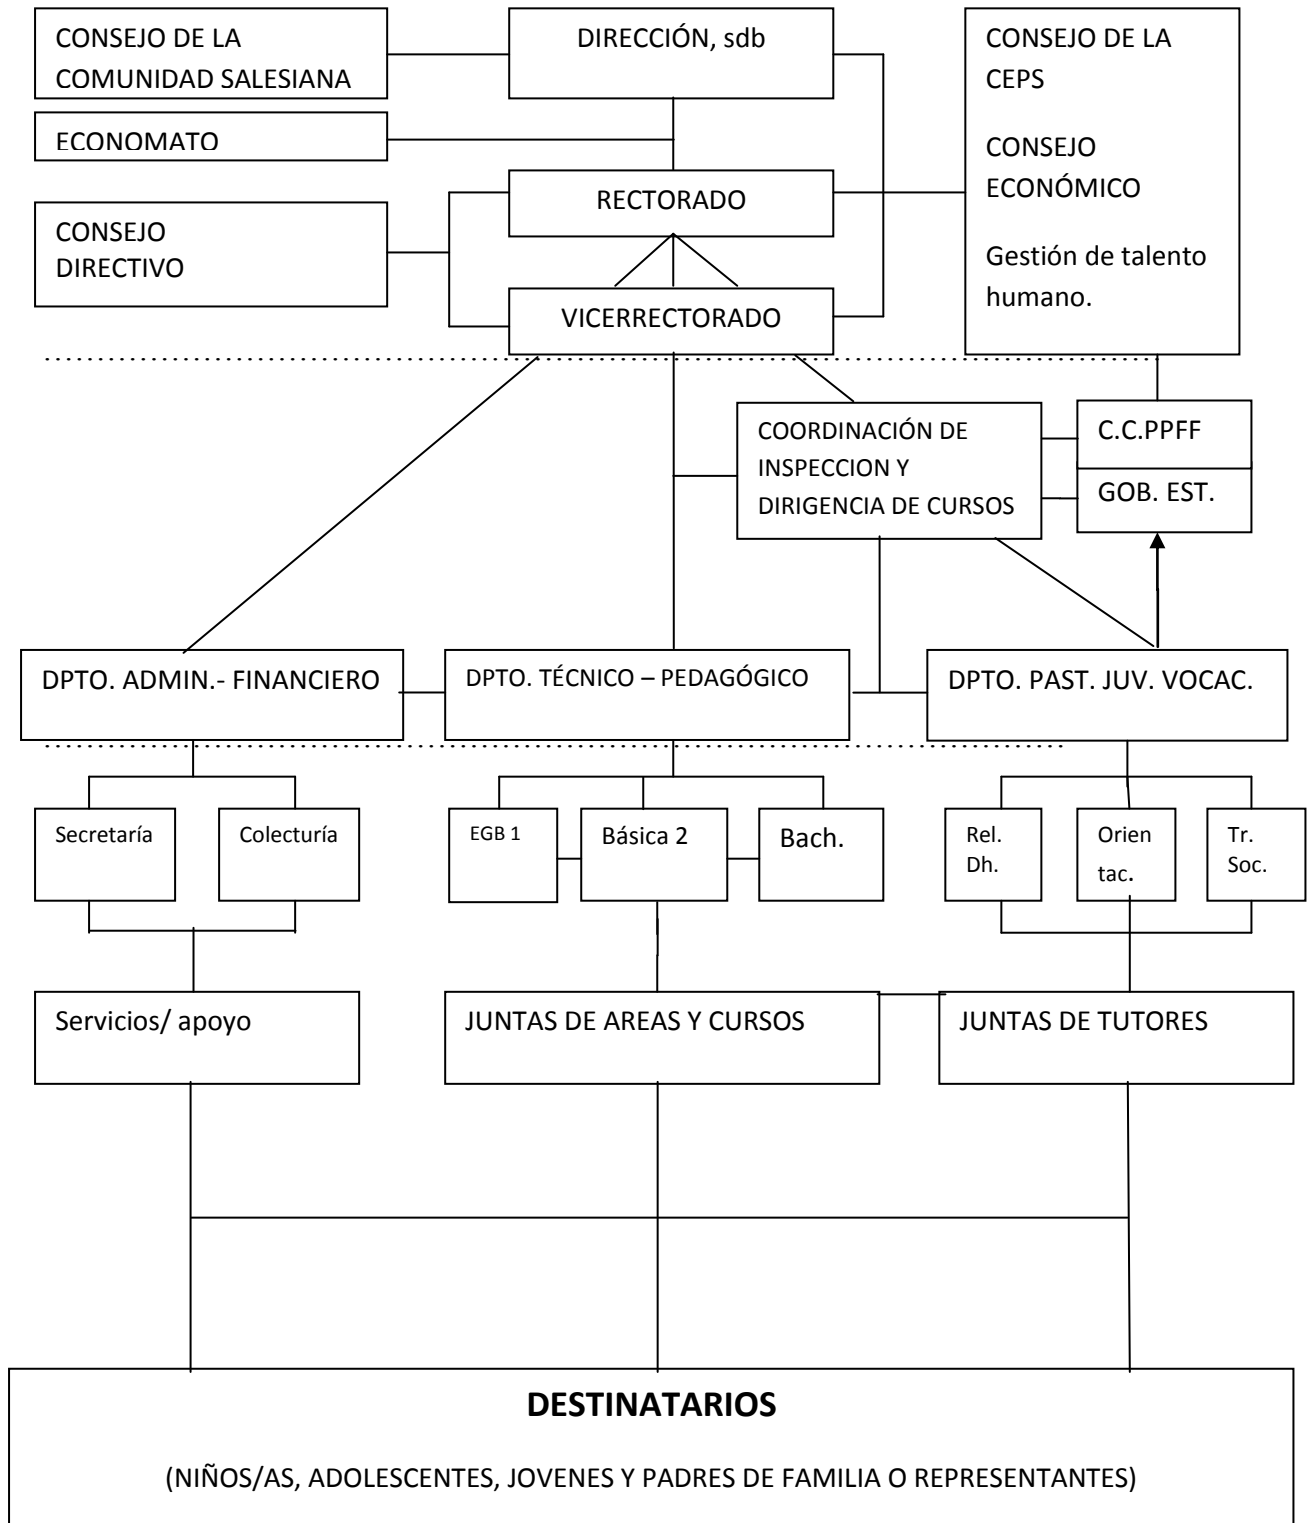 CONSEJO DE LA
COMUNIDAD SALESIANA
DIRECCIÓN, sdb
CONSEJO DE LA
CEPS
CONSEJO
ECONÓMICO
Gestión de talento
humano.
ECONOMATO
RECTORADO
CONSEJO
DIRECTIVO
VICERRECTORADO
COORDINACIÓN DE
INSPECCION Y
DIRIGENCIA DE CURSOS
C.C.PPFF
GOB. EST.
DPTO. ADMIN.- FINANCIERO
DPTO. TÉCNICO – PEDAGÓGICO
DPTO. PAST. JUV. VOCAC.
Secretaría
Colecturía
EGB 1
Básica 2
Bach.
Rel.
Dh.
Orien
tac.
Tr.
Soc.
Servicios/ apoyo
JUNTAS DE AREAS Y CURSOS
JUNTAS DE TUTORES
DESTINATARIOS
(NIÑOS/AS, ADOLESCENTES, JOVENES Y PADRES DE FAMILIA O REPRESENTANTES)